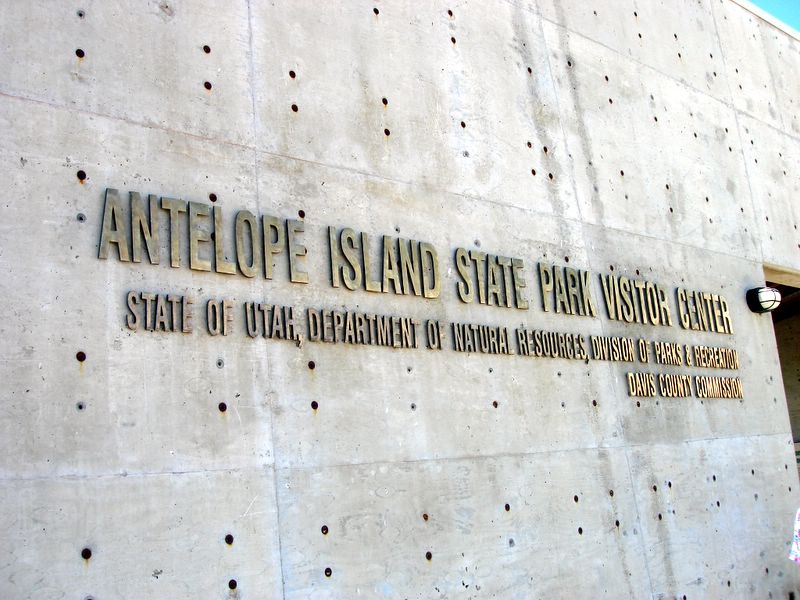 ANTELOPE ISLAND STATE PARK VISITOR CENTER
STATE OF UTAH, DEPARTMENT OF NATURAL RESOURCES, DIVISION OF PARKS & RECREATION
DAVIS COUNTY COMMISSION